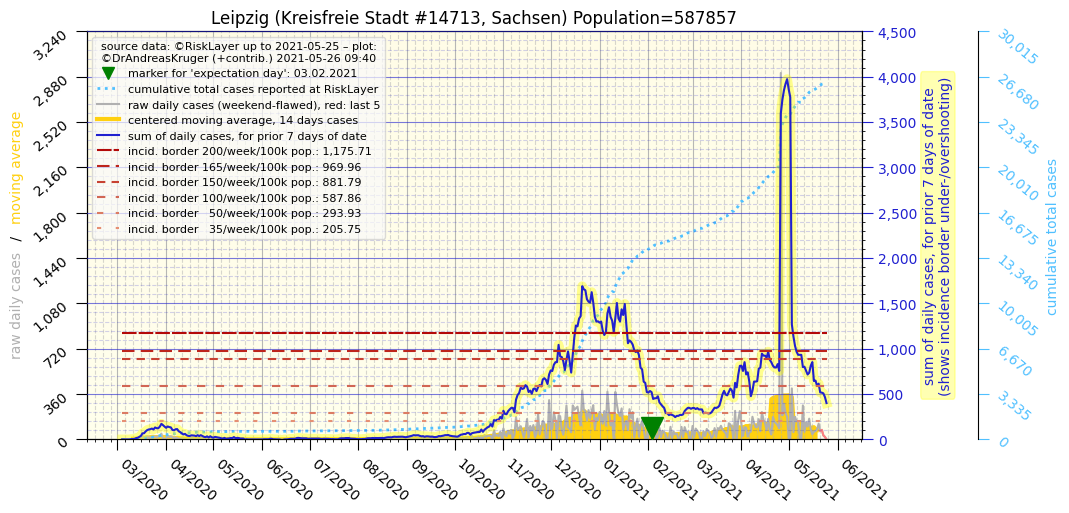 Leipzig (Kreisfreie Stadt #14713, Sachsen) Population=587857
source data: ©RiskLayer up to 2021-05-25 – plot:
©DrAndreasKruger (+contrib.) 2021-05-26 09:40
marker for 'expectation day': 03.02.2021
cumulative total cases reported at RiskLayer
raw daily cases (weekend-flawed), red: last 5
centered moving average, 14 days cases
sum of daily cases, for prior 7 days of date
incid. border 200/week/100k pop.: 1,175.71
incid. border 165/week/100k pop.: 969.96
incid. border 150/week/100k pop.: 881.79
incid. border 100/week/100k pop.: 587.86
incid. border   50/week/100k pop.: 293.93
incid. border   35/week/100k pop.: 205.75
raw daily cases   /   moving average
3,240
2,880
2,520
2,160
1,800
1,440
1,080
720
360
0
03/2020
04/2020
05/2020
06/2020
07/2020
08/2020
09/2020
10/2020
11/2020
12/2020
01/2021
02/2021
03/2021
04/2021
05/2021
06/2021
4,500
4,000
3,500
3,000
2,500
2,000
1,500
1,000
500
0
sum of daily cases, for prior 7 days of date
(shows incidence border under-/overshooting)
30,015
26,680
23,345
20,010
16,675
13,340
10,005
6,670
3,335
0
cumulative total cases